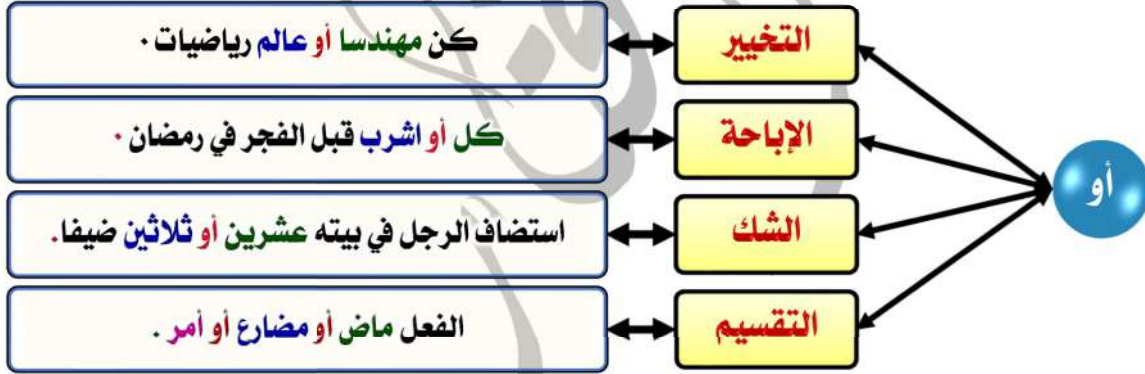 أو
التخيير
كن مهندسا أو عالم رياضيات .
الإباحة
كل أو اشرب قبل الفجر في رمضان .
الشك
استضاف الرجل في بيته عشرين أو ثلاثين ضيفا.
التقسيم
الفعل ماض أو مضارع أو أمر .